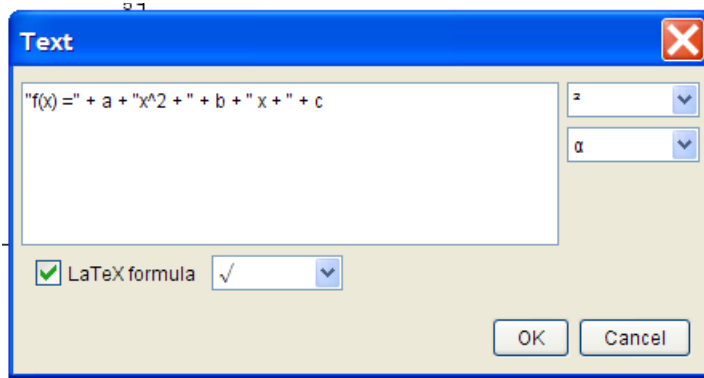 Text
"f(x) =" + a + "x^2 + " + b + " x + " + c
²
α
LaTeX formula √
OK Cancel